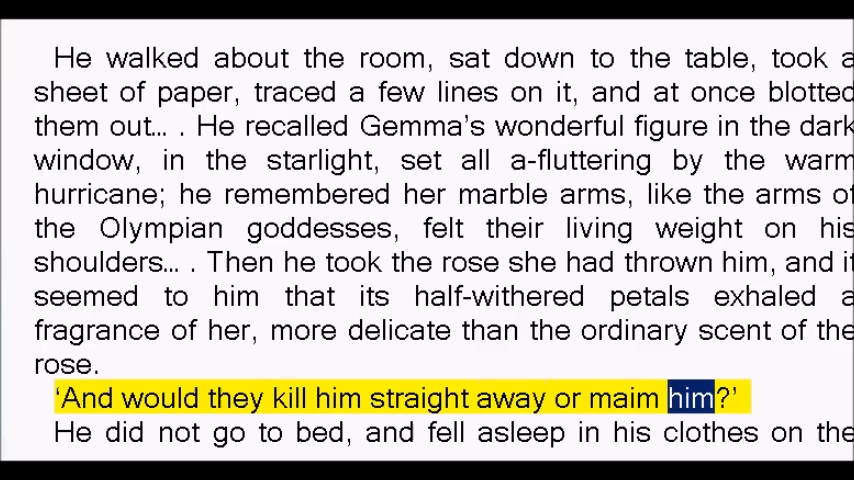 He walked about the room, sat down to the table, took a
sheet of paper, traced a few lines on it, and at once blotted
them out... . He recalled Gemma's wonderful figure in the dark
window, in the starlight, set all a-fluttering by the warm
hurricane; he remembered her marble arms, like the arms of
the Olympian goddesses, felt their living weight on his
shoulders... . Then he took the rose she had thrown him, and it
seemed to him that its half-withered petals exhaled a
fragrance of her, more delicate than the ordinary scent of the
rose.
‘And would they kill him straight away or maim him?’
He did not go to bed, and fell asleep in his clothes on the